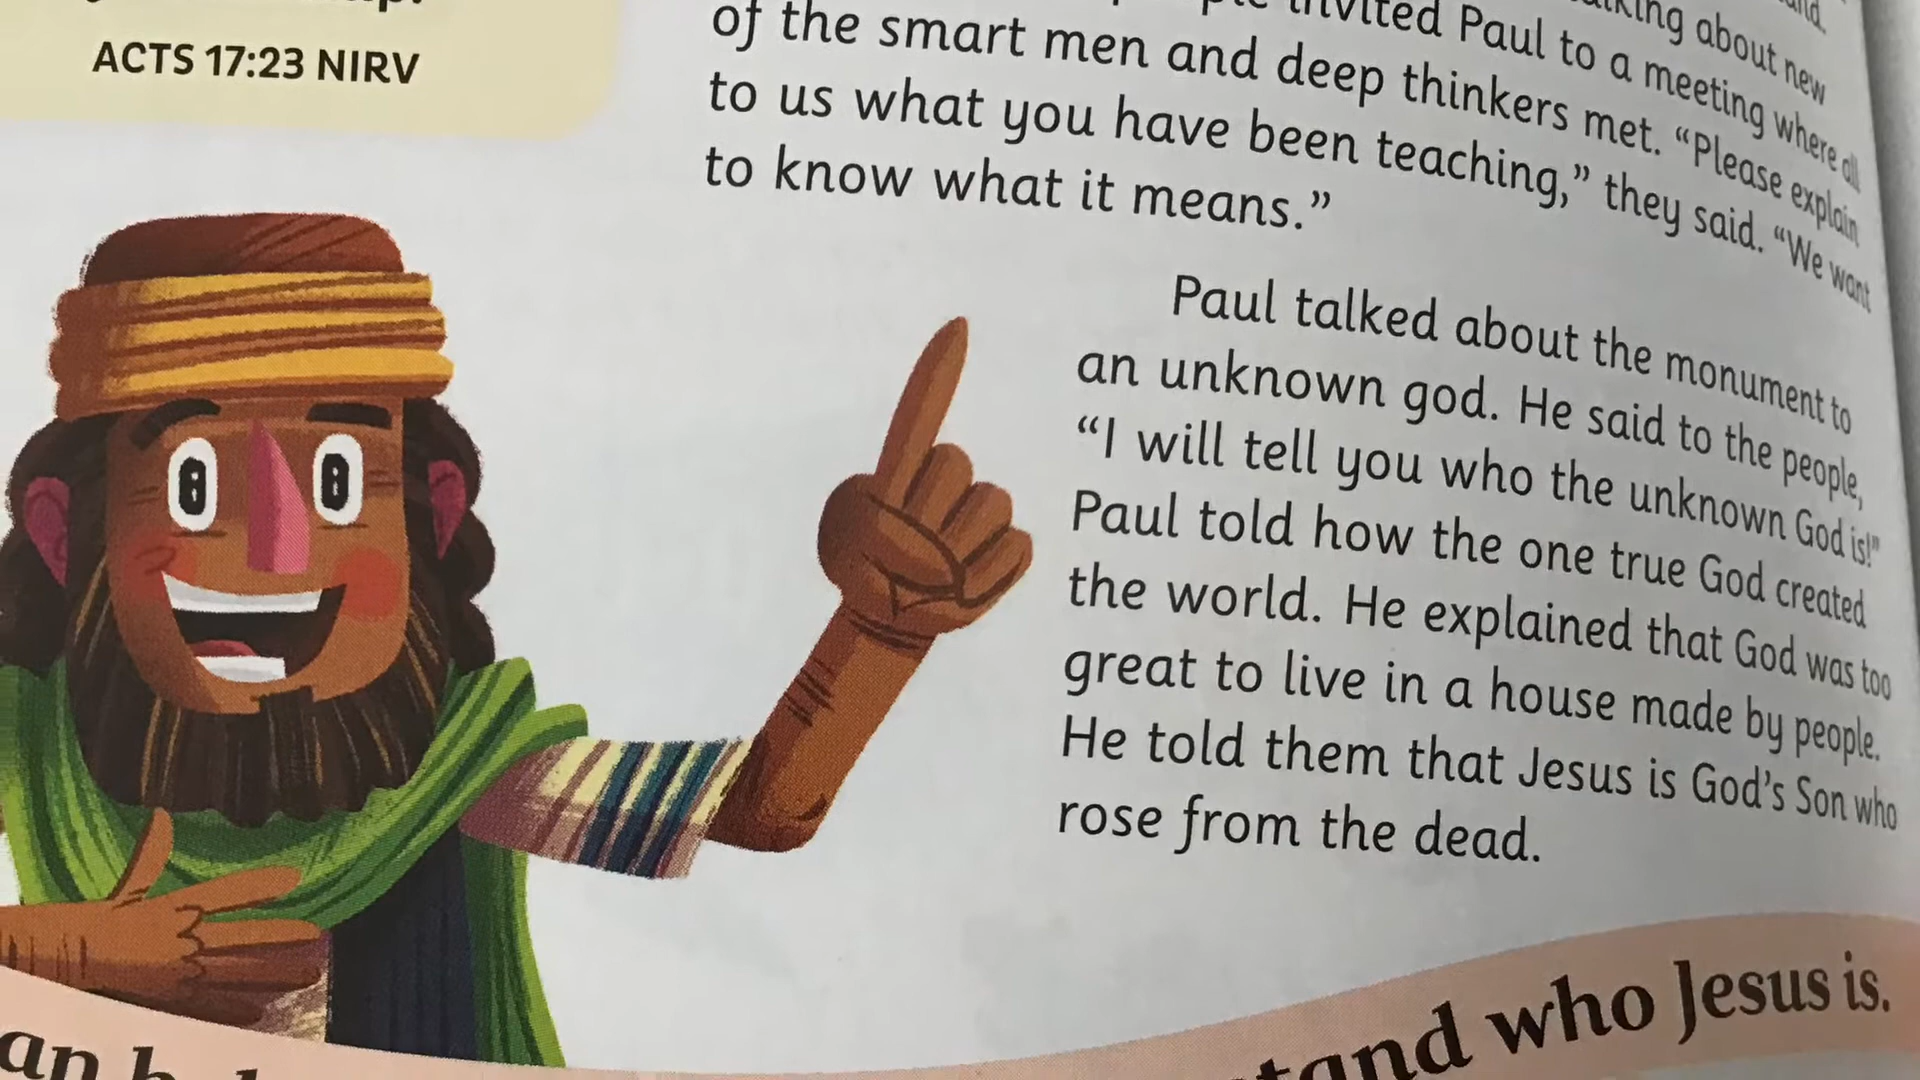 ACTS 17:23 NIRV
and.
about new
invited Paul to a meeting where all
of the smart men and deep thinkers met. “Please explain
to us what you have been teaching,” they said. “We want
to know what it means.”
Paul talked about the monument to
an unknown god. He said to the people,
“I will tell you who the unknown God is!”
Paul told how the one true God created
the world. He explained that God was too
great to live in a house made by people.
He told them that Jesus is God’s Son who
rose from the dead.
who Jesus is.